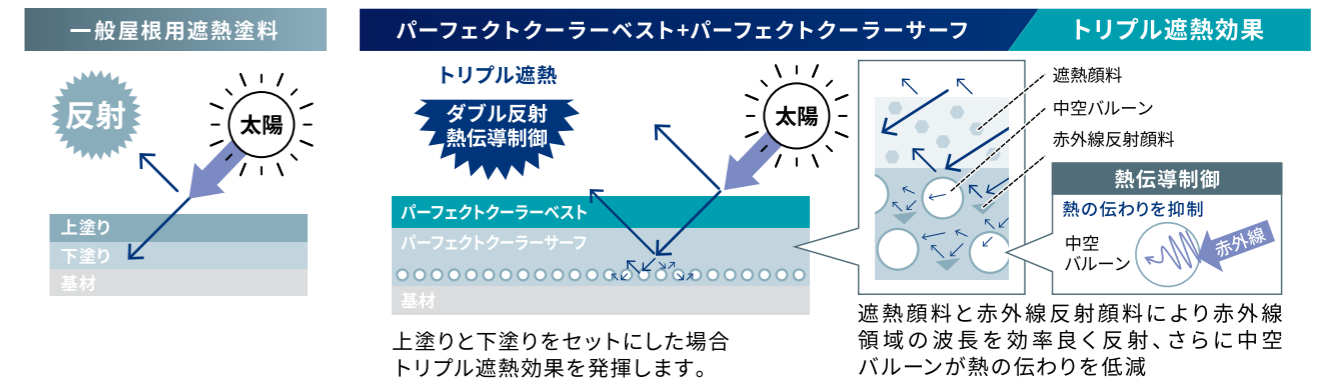 一般屋根用遮熱塗料
反射
太陽
上塗り
下塗り
基材
パーフェクトクーラーベスト+パーフェクトクーラーサーフ
トリプル遮熱効果
トリプル遮熱
ダブル反射
熱伝導制御
太陽
パーフェクトクーラーベスト
パーフェクトクーラーサーフ
基材
上塗りと下塗りをセットにした場合
トリプル遮熱効果を発揮します。
遮熱顔料
中空バルーン
赤外線反射顔料
熱伝導制御
熱の伝わりを抑制
中空
バルーン
赤外線
遮熱顔料と赤外線反射顔料により赤外線
領域の波長を効率良く反射、さらに中空
バルーンが熱の伝わりを低減